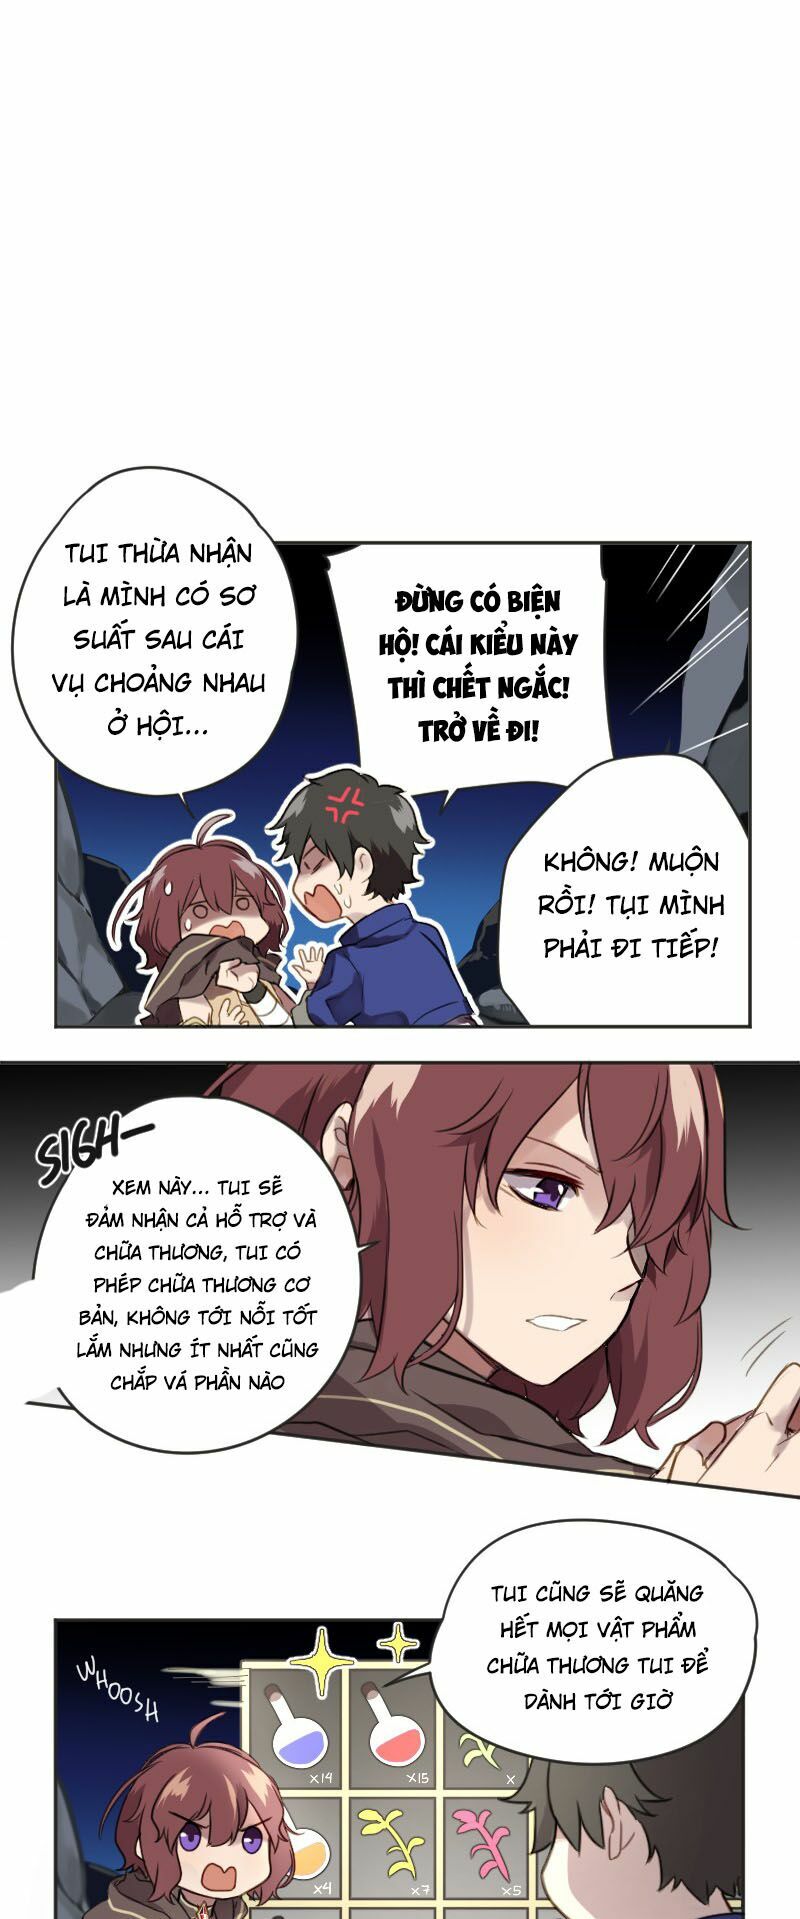 TUI THỪA NHẬN
LÀ MÌNH CÓ SƠ
SUẤT SAU CÁI
VỤ CHOẢNG NHAU
Ở HỘI...
ĐỪNG CÓ BIỆN
HỘ! CÁI KIỂU NÀY
THÌ CHẾT NGẮC!
TRỞ VỀ ĐI!
KHÔNG! MUỘN
RỒI! TỤI MÌNH
PHẢI ĐI TIẾP!
SIGH—
XEM NÀY... TUI SẼ
ĐẢM NHẬN CẢ HỖ TRỢ VÀ
CHỮA THƯƠNG, TUI CÓ
PHÉP CHỮA THƯƠNG CƠ
BẢN, KHÔNG TỚI NỖI TỐT
LẮM NHƯNG ÍT NHẤT CŨNG
CHẮP VÁ PHẦN NÀO
TUI CŨNG SẼ QUĂNG
HẾT MỌI VẬT PHẨM
CHỮA THƯƠNG TUI ĐỂ
DÀNH TỚI GIỜ
WHOOSH
x14
x15
x
x4
x7
x5